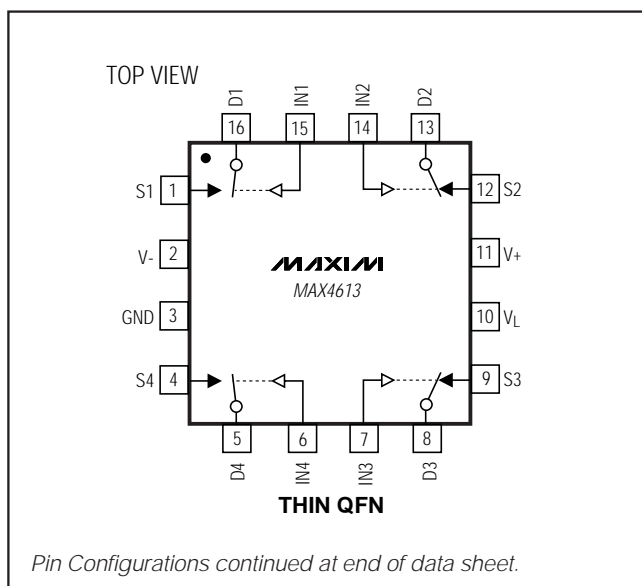 TOP VIEW
D1 IN1 IN2 D2
16 15 14 13
S1 1 12 S2
V- 2 11 V+
MAXIM
MAX4613
GND 3 10 VL
S4 4 9 S3
5 6 7 8
D4 IN4 IN3 D3
THIN QFN
Pin Configurations continued at end of data sheet.